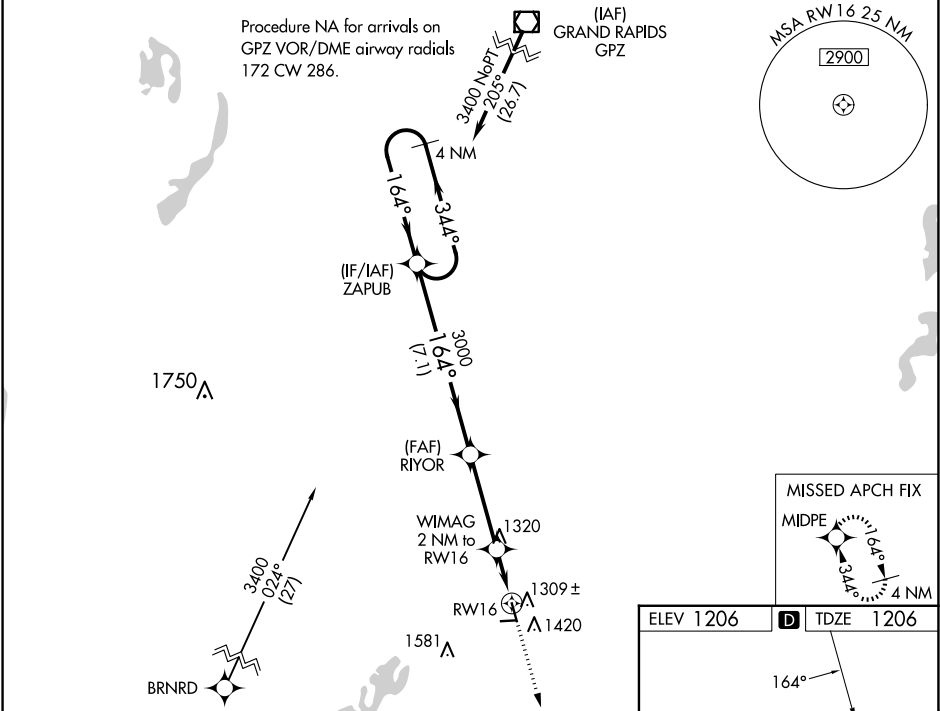 Procedure NA for arrivals on
GPZ VOR/DME airway radials
172 CW 286.
(IAF)
GRAND RAPIDS
GPZ
3400 NoPT
205°
(26.7)
MSA RW16 25 NM
2900
4 NM
164°
344°
(IF/IAF)
ZAPUB
3000
164°
(7.1)
1750
(FAF)
RIYOR
WIMAG
2 NM to
RW16
1320
RW16
1309 ±
1420
1581
3400
024°
(27)
BRNRD
MISSED APCH FIX
MIDPE
164°
344°
4 NM
ELEV 1206 D TDZE 1206
164°